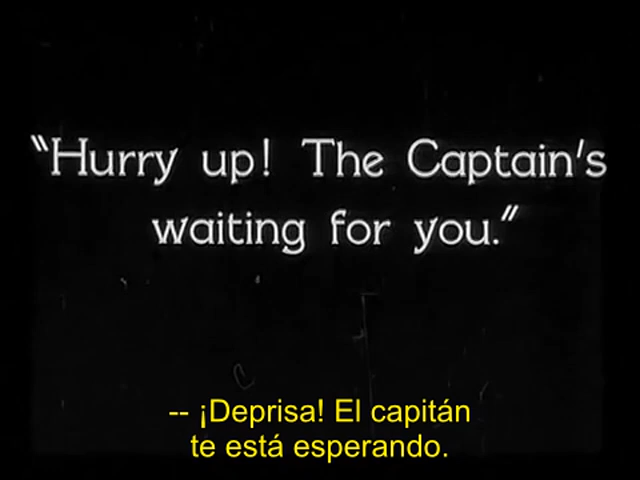 "Hurry up! The Captain's
waiting for you."
-- ¡Deprisa! El capitán
te está esperando.